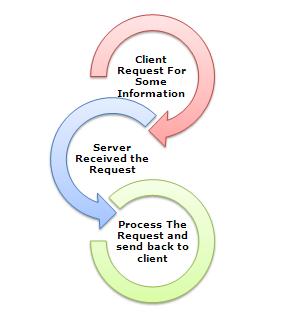 Client
Request For
Some
Information
Server
Received the
Request
Process The
Request and
send back to
client